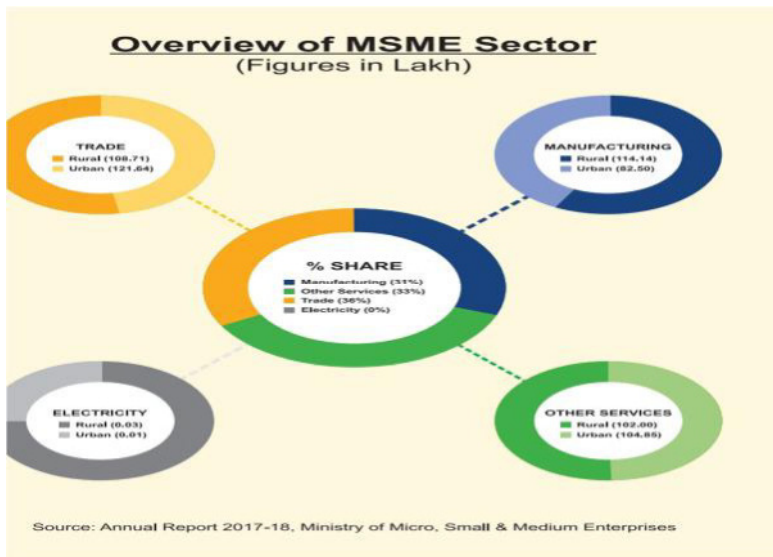 Overview of MSME Sector
(Figures in Lakh)
TRADE
Rural (108.71)
Urban (121.64)
MANUFACTURING
Rural (114.14)
Urban (82.50)
% SHARE
Manufacturing (31%)
Other Services (33%)
Trade (36%)
Electricity (0%)
ELECTRICITY
Rural (0.03)
Urban (0.01)
OTHER SERVICES
Rural (102.00)
Urban (104.85)
Source: Annual Report 2017-18, Ministry of Micro, Small & Medium Enterprises